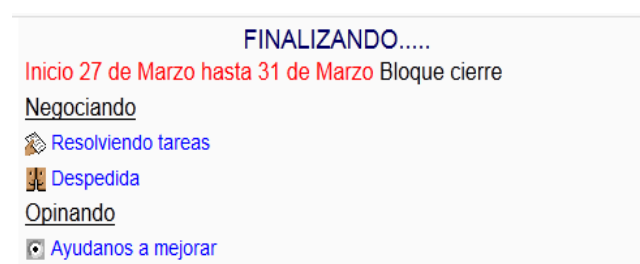 FINALIZANDO.....
Inicio 27 de Marzo hasta 31 de Marzo Bloque cierre
Negociando
Resolviendo tareas
Despedida
Opinando
Ayudanos a mejorar